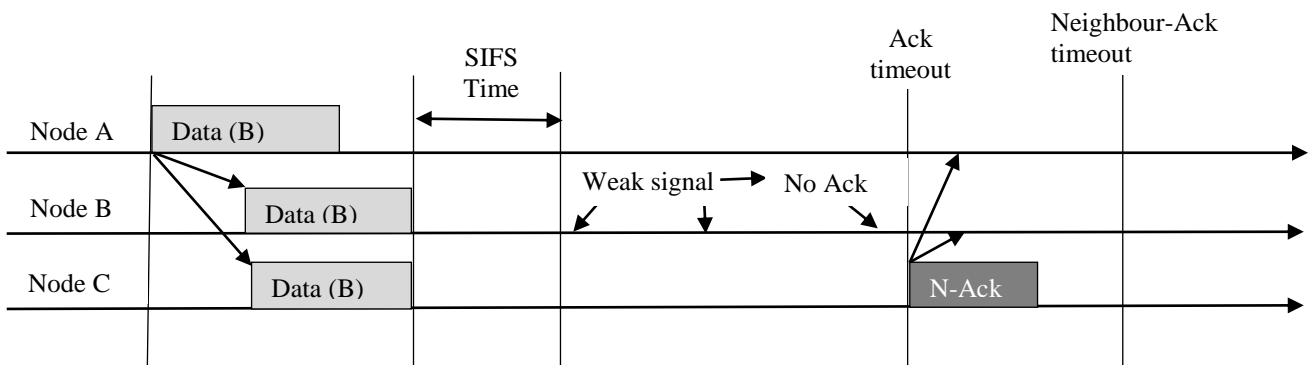 Neighbour-Ack
timeout
Ack
timeout
SIFS
Time
Node A
Data (B)
Weak signal
No Ack
Node B
Data (B)
Node C
Data (B)
N-Ack